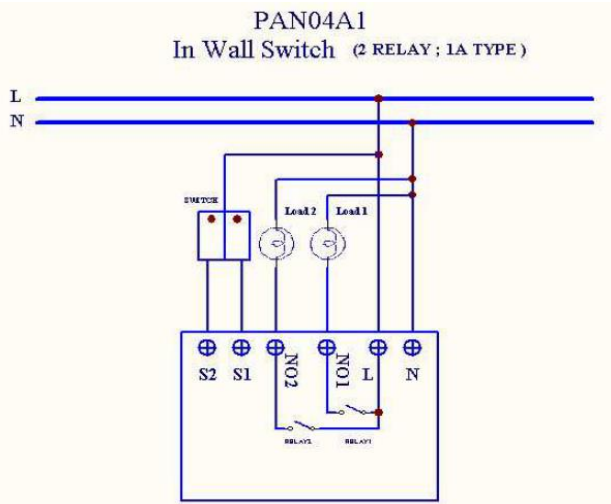 PAN04A1
In Wall Switch (2 RELAY ; 1A TYPE )
L
N
SWITCH
Load 2 Load 1
S2 S1 NO2 NO1 L N
RELAY2 RELAY1